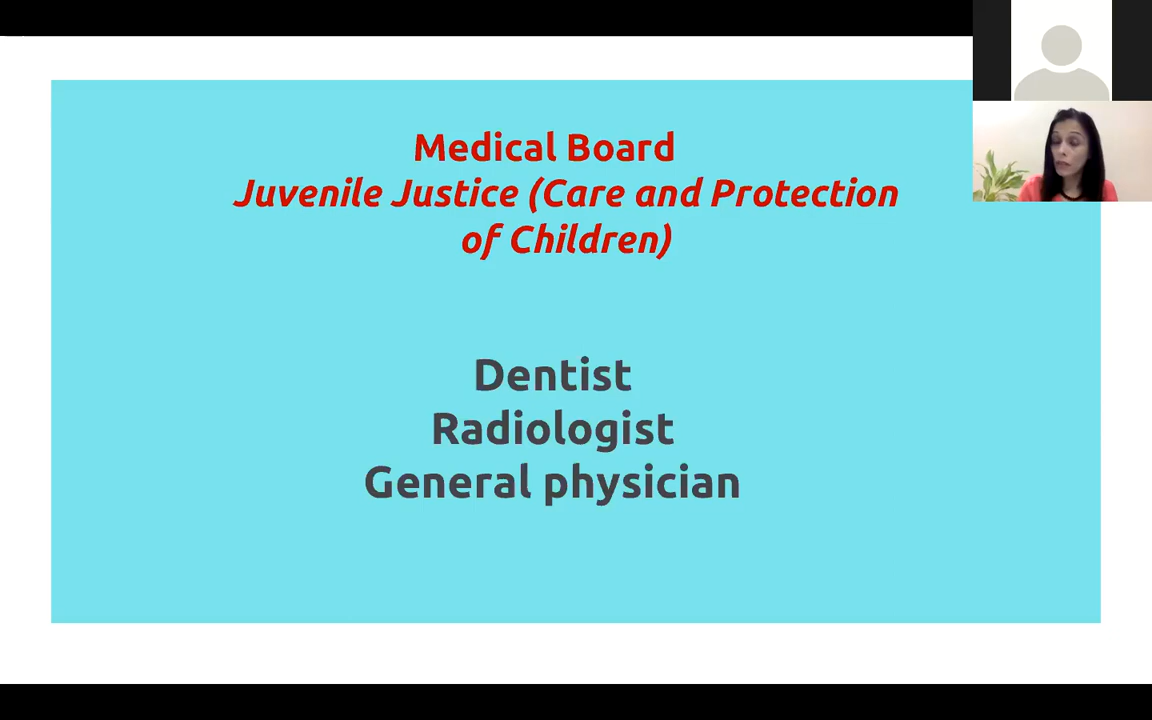 Medical Board
Juvenile Justice (Care and Protection
of Children)
Dentist
Radiologist
General physician